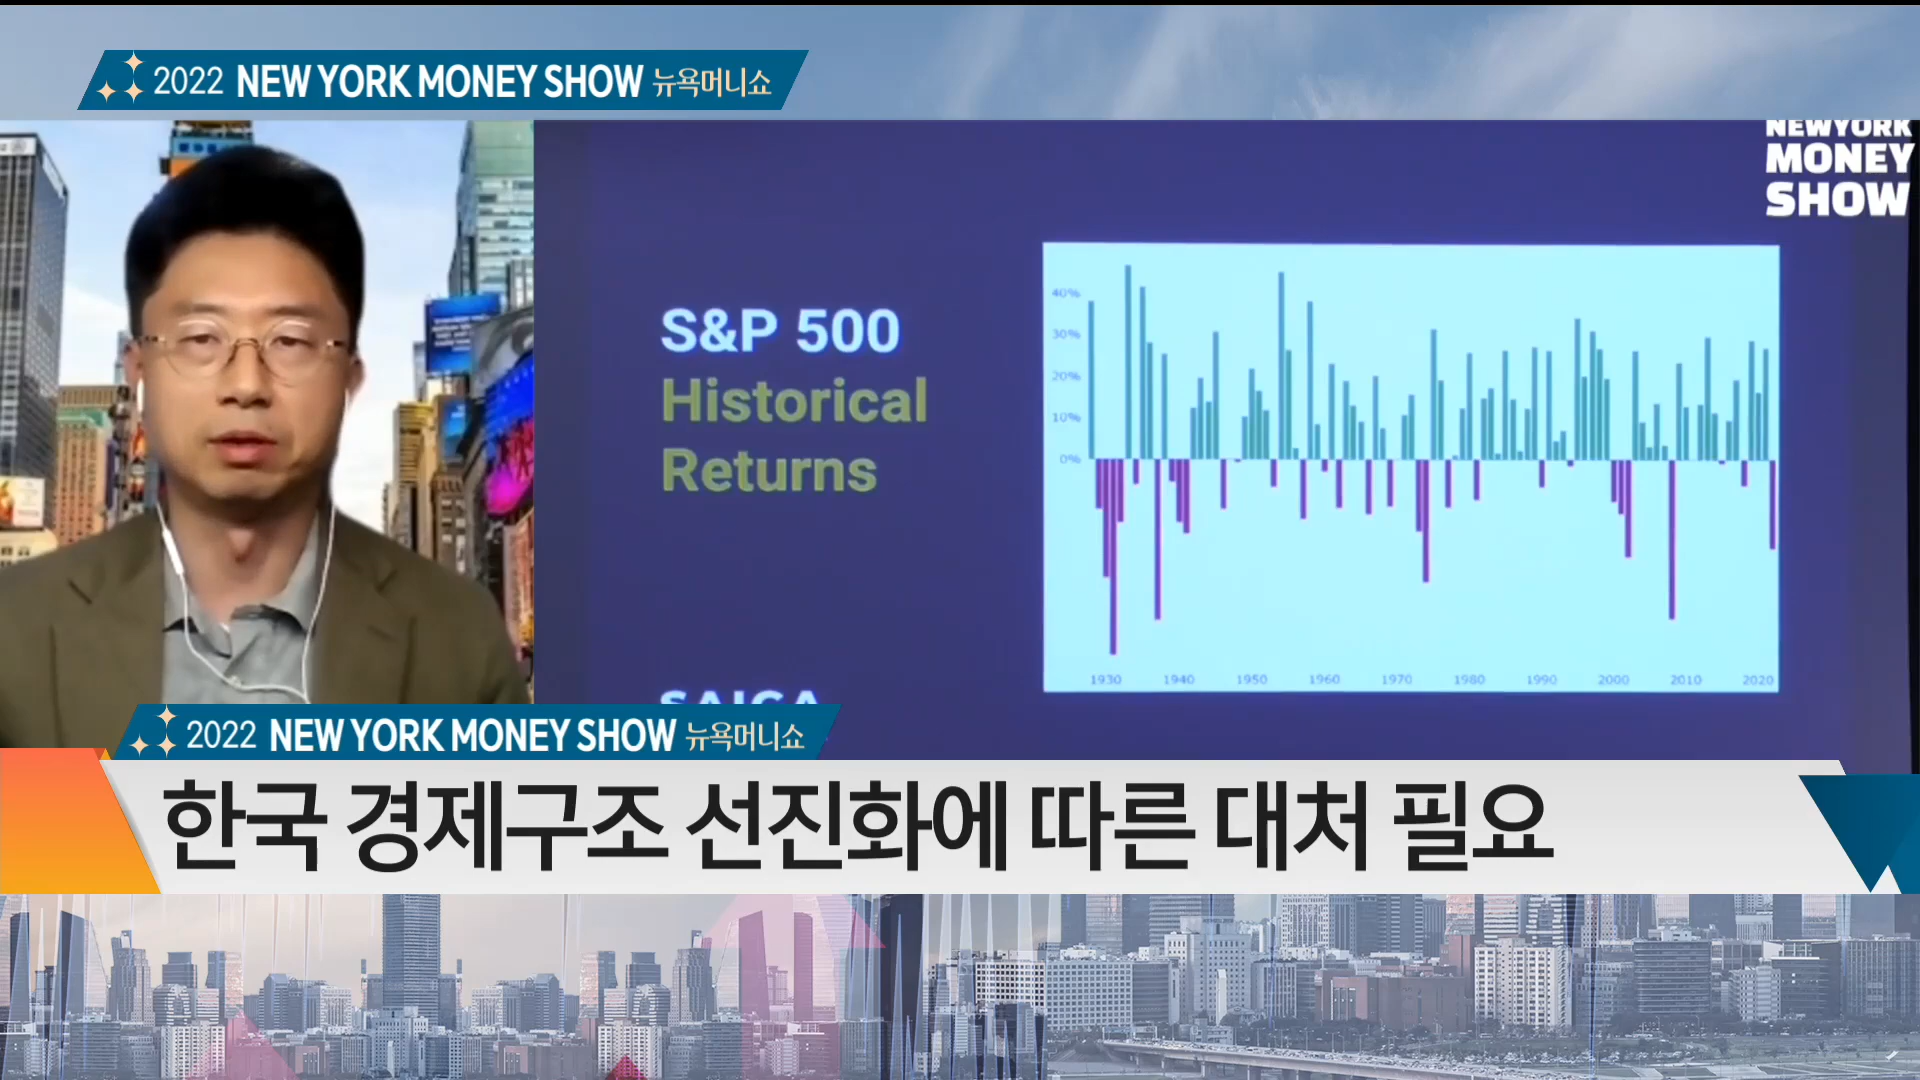 2022 NEW YORK MONEY SHOW 뉴욕머니쇼
NEWYORK
MONEY
SHOW
S&P 500
Historical
Returns
40%
30%
20%
10%
0%
1930 1940 1950 1960 1970 1980 1990 2000 2010 2020
2022 NEW YORK MONEY SHOW 뉴욕머니쇼
한국 경제구조 선진화에 따른 대처 필요